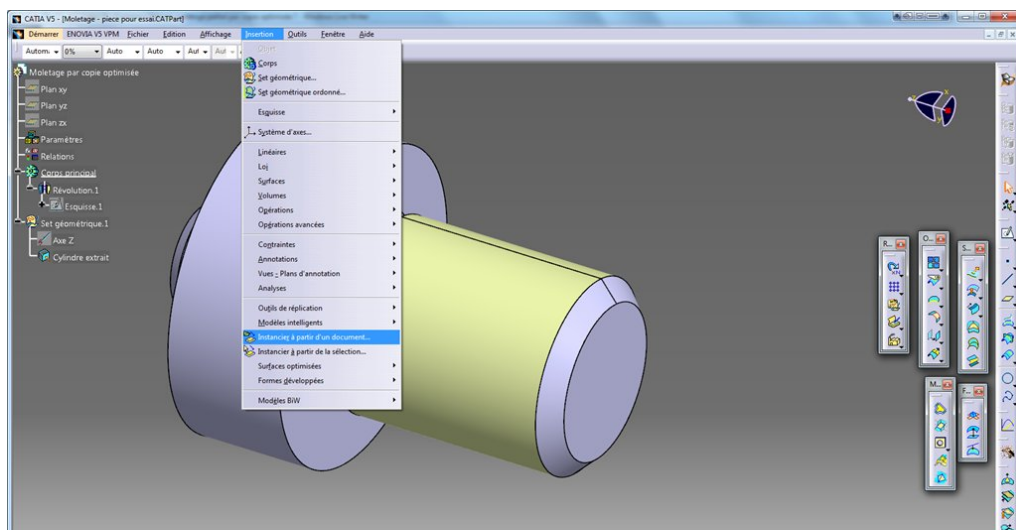 CATIA V5 - [Moletage - piece pour essai.CATPart]
Démarrer ENOVIA V5 VPM Fichier Edition Affichage Insertion Outils Fenêtre Aide
Autom. 0% Auto Auto Aut Aut
Objet
Corps
Set géométrique...
Set géométrique ordonné...
Esquisse
Système d'axes...
Linéaires
Loi
Surfaces
Volumes
Opérations
Opérations avancées
Contraintes
Annotations
Vues - Plans d'annotation
Analyses
Outils de réplication
Modèles intelligents
Instancier à partir d'un document...
Instancier à partir de la sélection...
Surfaces optimisées
Formes développées
Modèles BiW
Moletage par copie optimisée
Plan xy
Plan yz
Plan zx
Paramètres
Relations
Corps principal
Révolution.1
Esquisse.1
Set géométrique.1
Axe Z
Cylindre extrait
R...
O...
S...
M...
F...